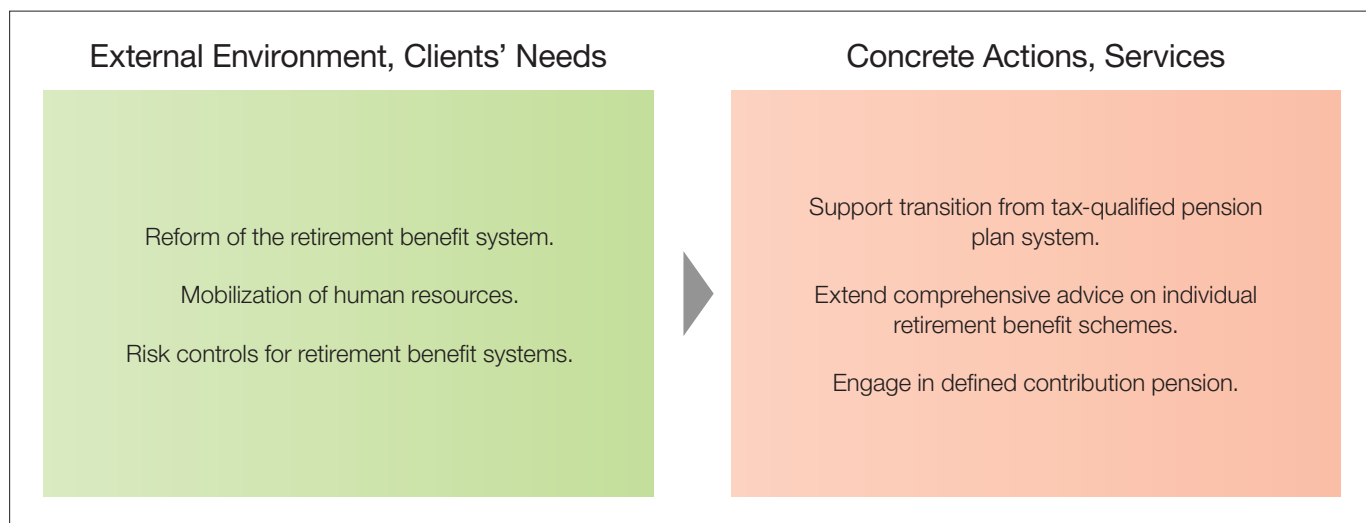 External Environment, Clients’ Needs
Reform of the retirement benefit system.
Mobilization of human resources.
Risk controls for retirement benefit systems.
Concrete Actions, Services
Support transition from tax-qualified pension
plan system.
Extend comprehensive advice on individual
retirement benefit schemes.
Engage in defined contribution pension.